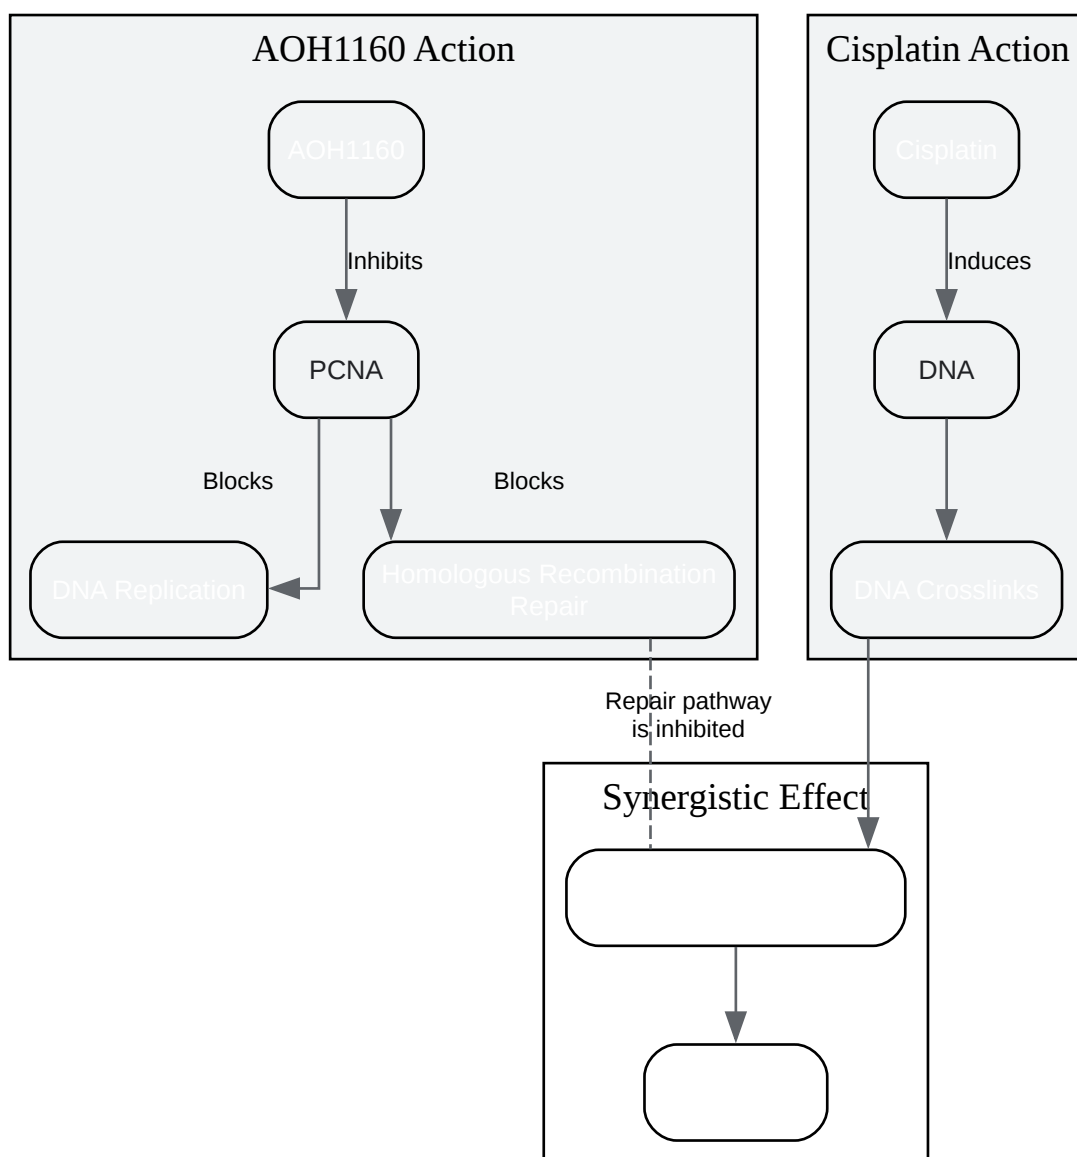 AOH1160 Action
AOH1160
Inhibits
PCNA
Blocks
Blocks
DNA Replication
Homologous Recombination
Repair
Cisplatin Action
Cisplatin
Induces
DNA
DNA Crosslinks
Repair pathway
is inhibited
Synergistic Effect